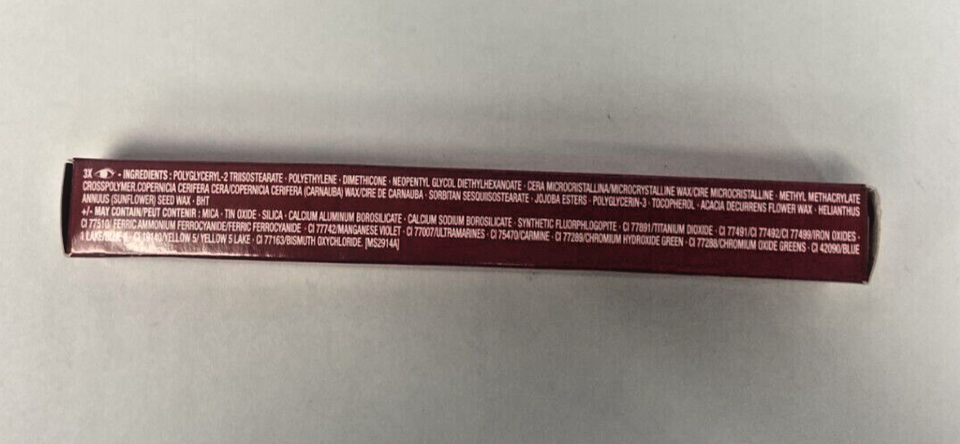 3X - INGREDIENTS : POLYGLYCERYL-2 TRIISOSTEARATE · POLYETHYLENE · DIMETHICONE · NEOPENTYL GLYCOL DIETHYLHEXANOATE · CERA MICROCRISTALLINA/MICROCRYSTALLINE WAX/CIRE MICROCRISTALLINE · METHYL METHACRYLATE
CROSSPOLYMER.COPERNICIA CERIFERA CERA/COPERNICIA CERIFERA (CARNAUBA) WAX/CIRE DE CARNAUBA · SORBITAN SESQUIISOSTEARATE · JOJOBA ESTERS · POLYGLYCERIN-3 · TOCOPHEROL · ACACIA DECURRENS FLOWER WAX · HELIANTHUS
ANNUUS (SUNFLOWER) SEED WAX · BHT
+/- MAY CONTAIN/PEUT CONTENIR : MICA · TIN OXIDE · SILICA · CALCIUM ALUMINUM BOROSILICATE · CALCIUM SODIUM BOROSILICATE · SYNTHETIC FLUORPHLOGOPITE · CI 77891/TITANIUM DIOXIDE · CI 77491/CI 77492/CI 77499/IRON OXIDES ·
CI 77510/ FERRIC AMMONIUM FERROCYANIDE/FERRIC FERROCYANIDE · CI 77742/MANGANESE VIOLET · CI 77007/ULTRAMARINES · CI 75470/CARMINE · CI 77289/CHROMIUM HYDROXIDE GREEN · CI 77288/CHROMIUM OXIDE GREENS · CI 42090/BLUE
1 LAKE/BLUE 1 · CI 19140/YELLOW 5/ YELLOW 5 LAKE · CI 77163/BISMUTH OXYCHLORIDE. [MS2914A]